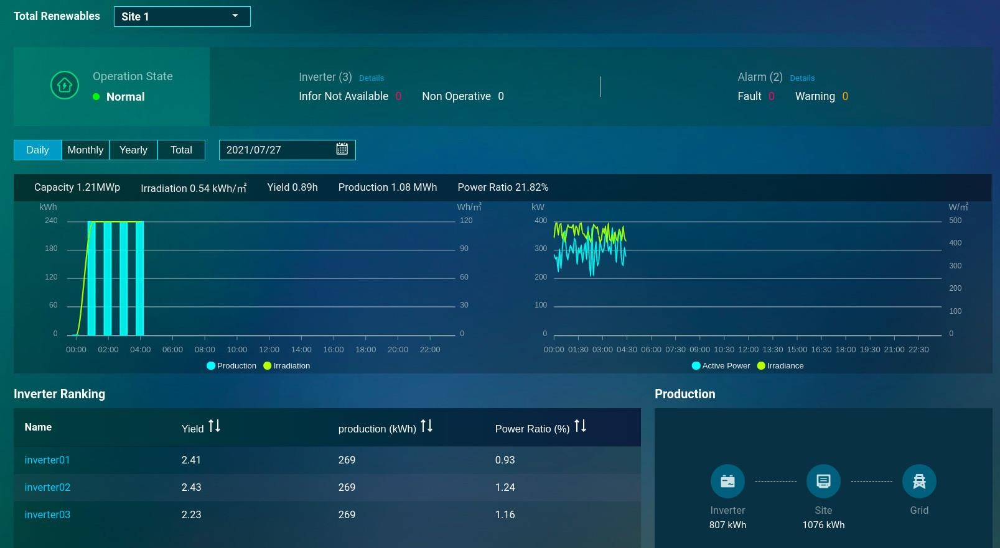 Total Renewables Site 1
Operation State
Normal
Inverter (3) Details
Infor Not Available 0 Non Operative 0
Alarm (2) Details
Fault 0 Warning 0
Daily Monthly Yearly Total 2021/07/27
Capacity 1.21MWp Irradiation 0.54 kWh/㎡ Yield 0.89h Production 1.08 MWh Power Ratio 21.82%
kWh Wh/㎡
240 120
180 90
120 60
60 30
0 0
00:00 02:00 04:00 06:00 08:00 10:00 12:00 14:00 16:00 18:00 20:00 22:00
Production Irradiation
kW W/㎡
400 500
300 400
200 300
100 200
0 100
0
00:00 01:30 03:00 04:30 06:00 07:30 09:00 10:30 12:00 13:30 15:00 16:30 18:00 19:30 21:00 22:30
Active Power Irradiance
Inverter Ranking
Name Yield production (kWh) Power Ratio (%)
inverter01 2.41 269 0.93
inverter02 2.43 269 1.24
inverter03 2.23 269 1.16
Production
Inverter Site Grid
807 kWh 1076 kWh